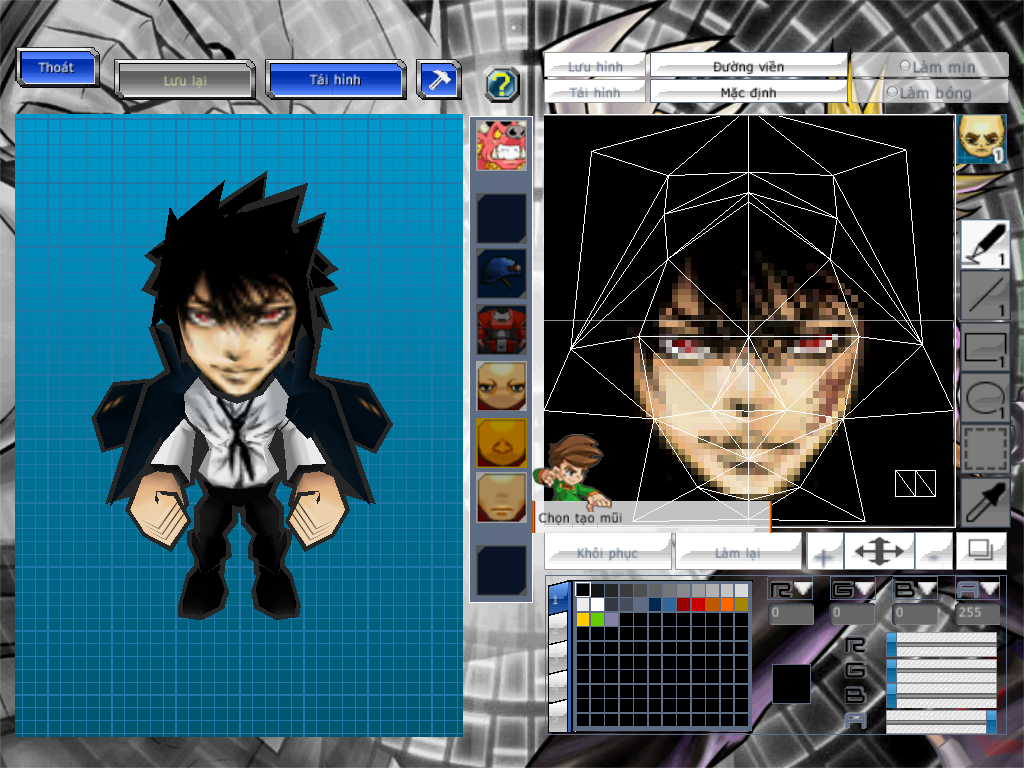 Thoát
Lưu lại
Tải hình
?
Lưu hình
Đường viền
Làm mịn
Tải hình
Mặc định
Làm bóng
1
1
1
1
1
Chọn tạo mũi
Khôi phục
Làm lại
+
-
1
R
G
B
A
0
0
0
255
R
G
B
A